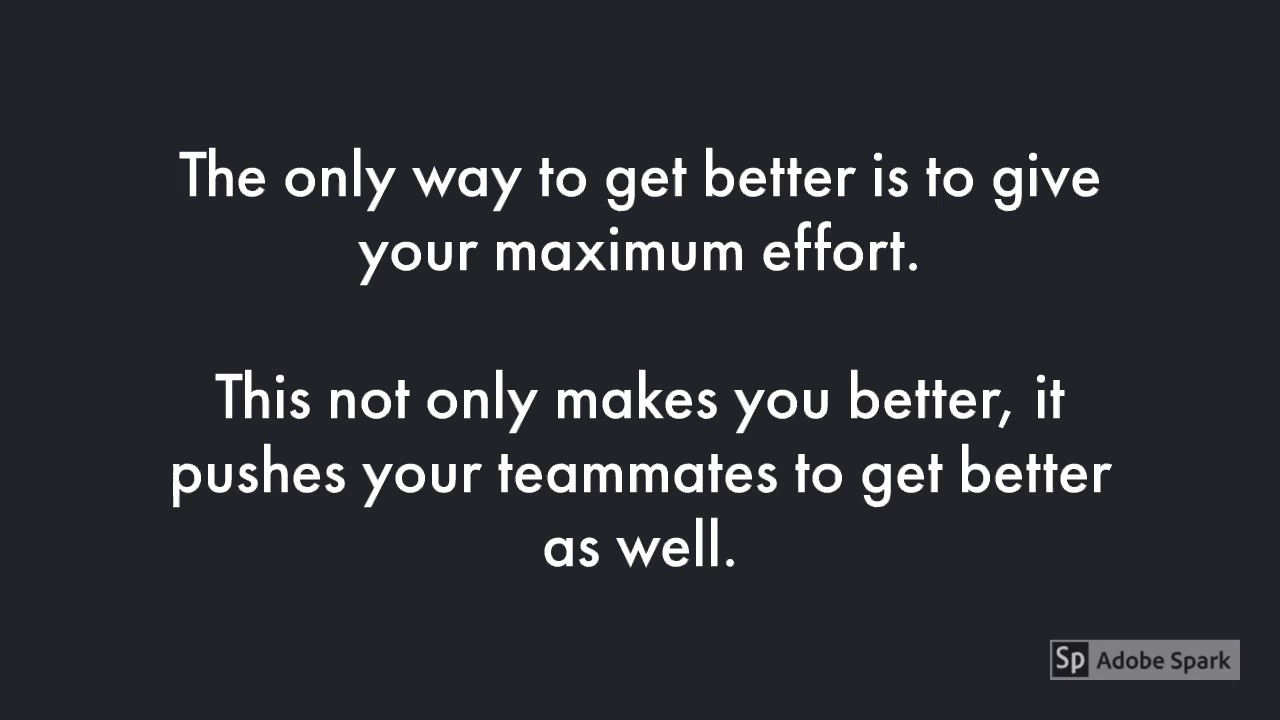 The only way to get better is to give
your maximum effort.
This not only makes you better, it
pushes your teammates to get better
as well.
Sp Adobe Spark